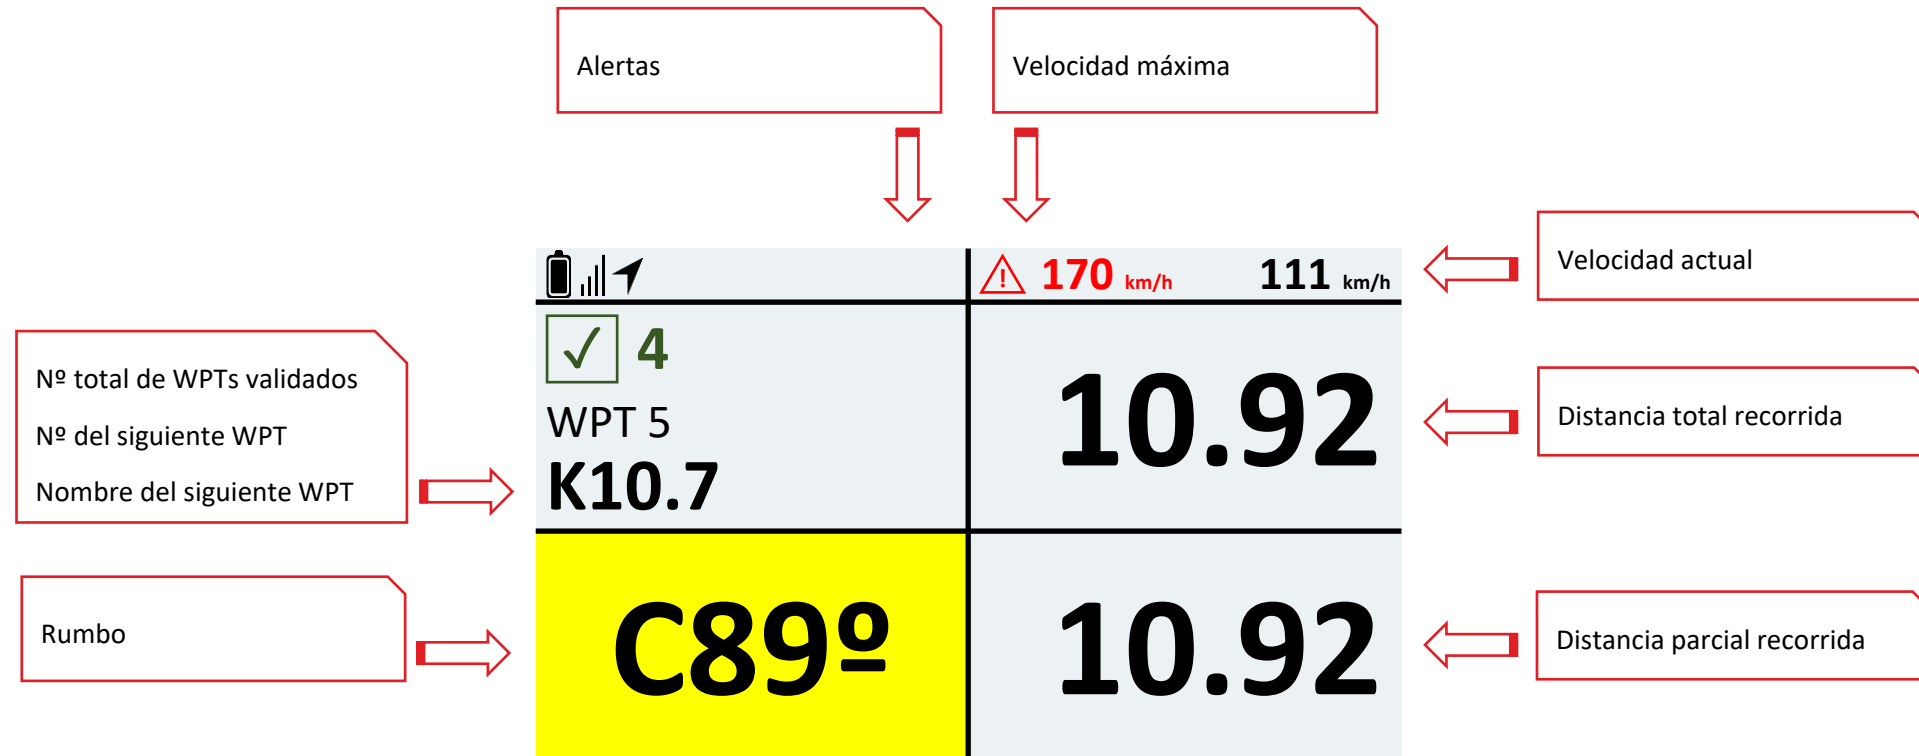 Alertas
Velocidad máxima
170 km/h 111 km/h
Velocidad actual
4
WPT 5
K10.7
10.92
Nº total de WPTs validados
Nº del siguiente WPT
Nombre del siguiente WPT
Distancia total recorrida
Rumbo
C89º
10.92
Distancia parcial recorrida